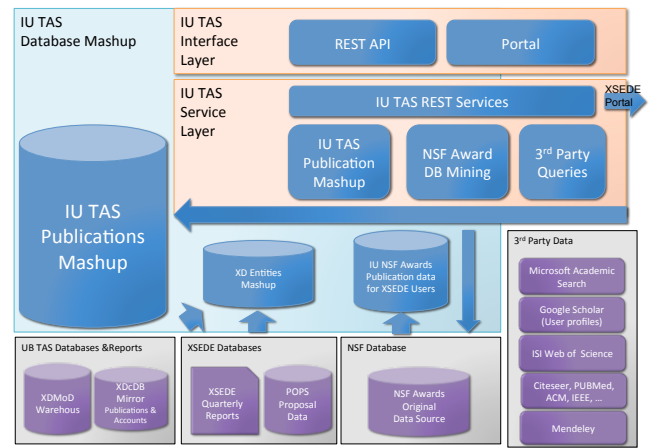 IU TAS
Database Mashup
IU TAS
Interface
Layer
REST API
Portal
IU TAS
Service
Layer
IU TAS REST Services
XSEDE
Portal
IU TAS
Publication
Mashup
NSF Award
DB Mining
3rd Party
Queries
IU TAS
Publications
Mashup
XD Entities
Mashup
IU NSF Awards
Publication data
for XSEDE Users
3rd Party Data
Microsoft Academic
Search
Google Scholar
(User profiles)
ISI Web of Science
Citeseer, PUBMed,
ACM, IEEE, ...
Mendeley
UB TAS Databases &Reports
XDMoD
Warehous
XDcDB
Mirror
Publications &
Accounts
XSEDE Databases
XSEDE
Quarterly
Reports
POPS
Proposal
Data
NSF Database
NSF Awards
Original
Data Source